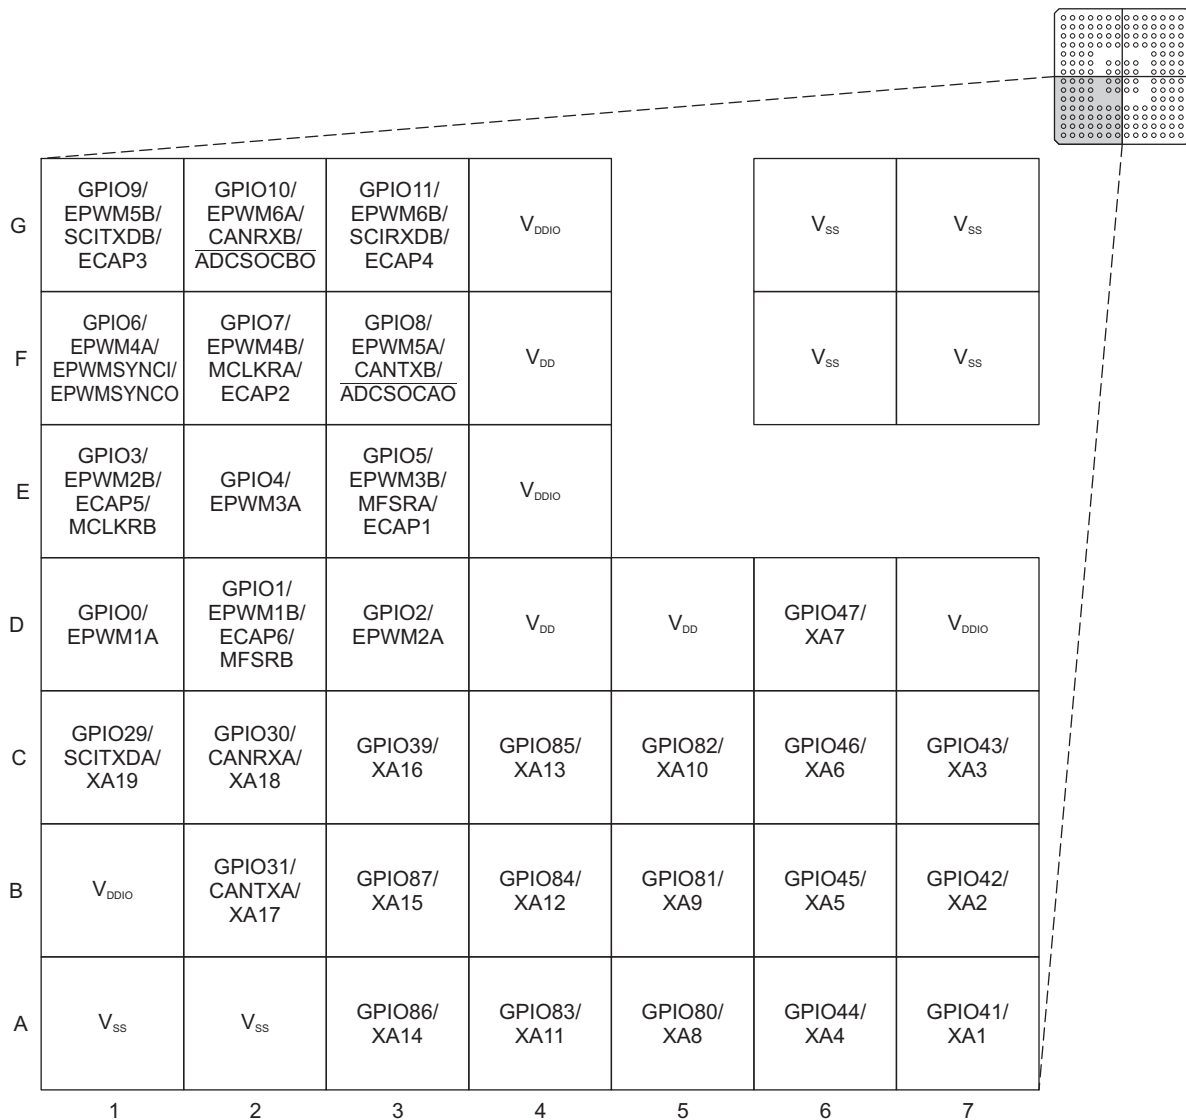 G
GPIO9/
EPWM5B/
SCITXDB/
ECAP3
GPIO10/
EPWM6A/
CANRXB/
ADCSOCBO
GPIO11/
EPWM6B/
SCIRXDB/
ECAP4
VDDIO
VSS
VSS
F
GPIO6/
EPWM4A/
EPWMSYNCI/
EPWMSYNCO
GPIO7/
EPWM4B/
MCLKRA/
ECAP2
GPIO8/
EPWM5A/
CANTXB/
ADCSOCAO
VDD
VSS
VSS
E
GPIO3/
EPWM2B/
ECAP5/
MCLKRB
GPIO4/
EPWM3A
GPIO5/
EPWM3B/
MFSRA/
ECAP1
VDDIO
D
GPIO0/
EPWM1A
GPIO1/
EPWM1B/
ECAP6/
MFSRB
GPIO2/
EPWM2A
VDD
VDD
GPIO47/
XA7
VDDIO
C
GPIO29/
SCITXDA/
XA19
GPIO30/
CANRXA/
XA18
GPIO39/
XA16
GPIO85/
XA13
GPIO82/
XA10
GPIO46/
XA6
GPIO43/
XA3
B
VDDIO
GPIO31/
CANTXA/
XA17
GPIO87/
XA15
GPIO84/
XA12
GPIO81/
XA9
GPIO45/
XA5
GPIO42/
XA2
A
VSS
VSS
GPIO86/
XA14
GPIO83/
XA11
GPIO80/
XA8
GPIO44/
XA4
GPIO41/
XA1
1 2 3 4 5 6 7